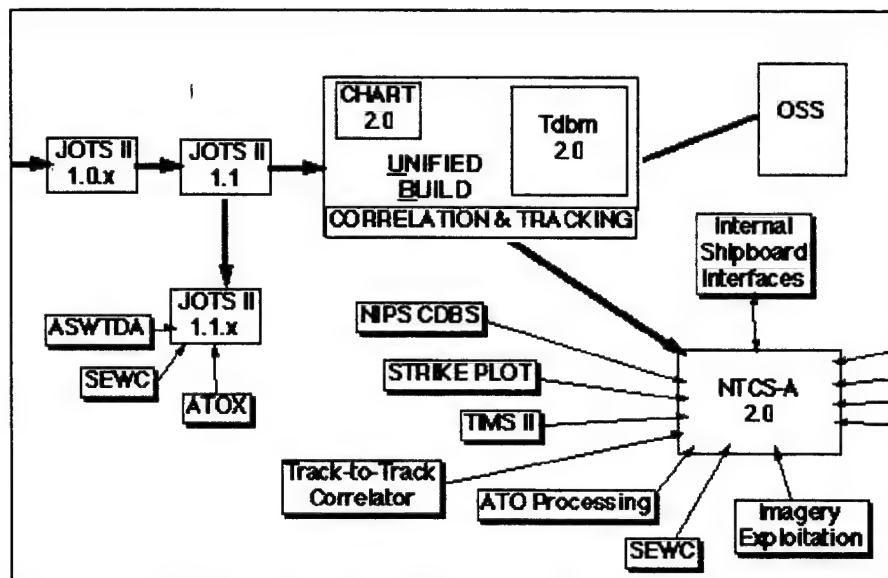 CHART
2.0
Tdbm
2.0
OSS
JOTS II
1.0.x
JOTS II
1.1
UNIFIED
BUILD
CORRELATION & TRACKING
Internal
Shipboard
Interfaces
JOTS II
1.1.x
ASWTDA
SEWC
ATOX
NIPS CDBS
STRIKE PLOT
TIMS II
NTCS-A
2.0
Track-to-Track
Correlator
ATO Processing
SEWC
Imagery
Exploitation